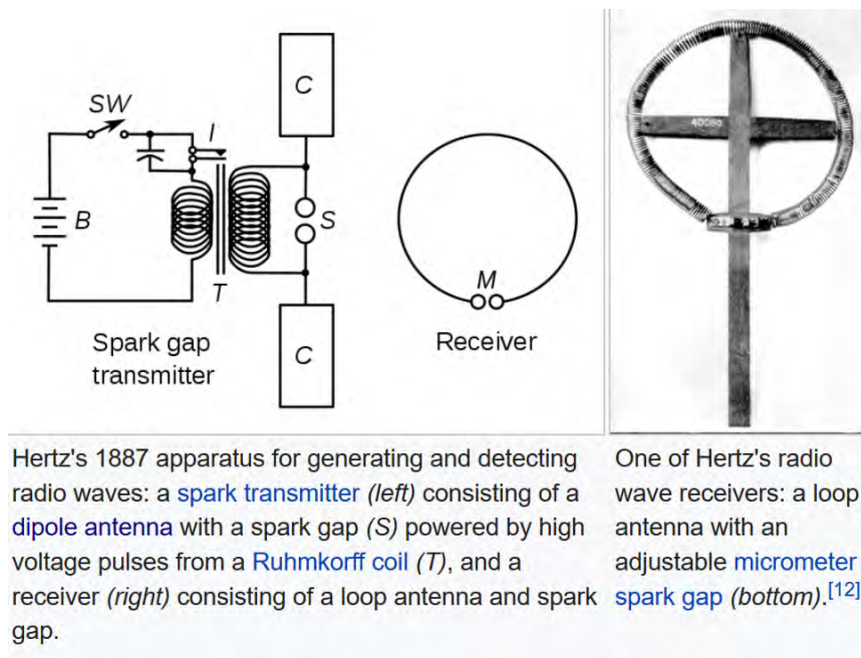 SW
I
C
B
S
T
M
C
Spark gap
transmitter
Receiver
40060
Hertz's 1887 apparatus for generating and detecting
radio waves: a spark transmitter (left) consisting of a
dipole antenna with a spark gap (S) powered by high
voltage pulses from a Ruhmkorff coil (T), and a
receiver (right) consisting of a loop antenna and spark
gap.
One of Hertz's radio
wave receivers: a loop
antenna with an
adjustable micromometer
spark gap (bottom).[12]